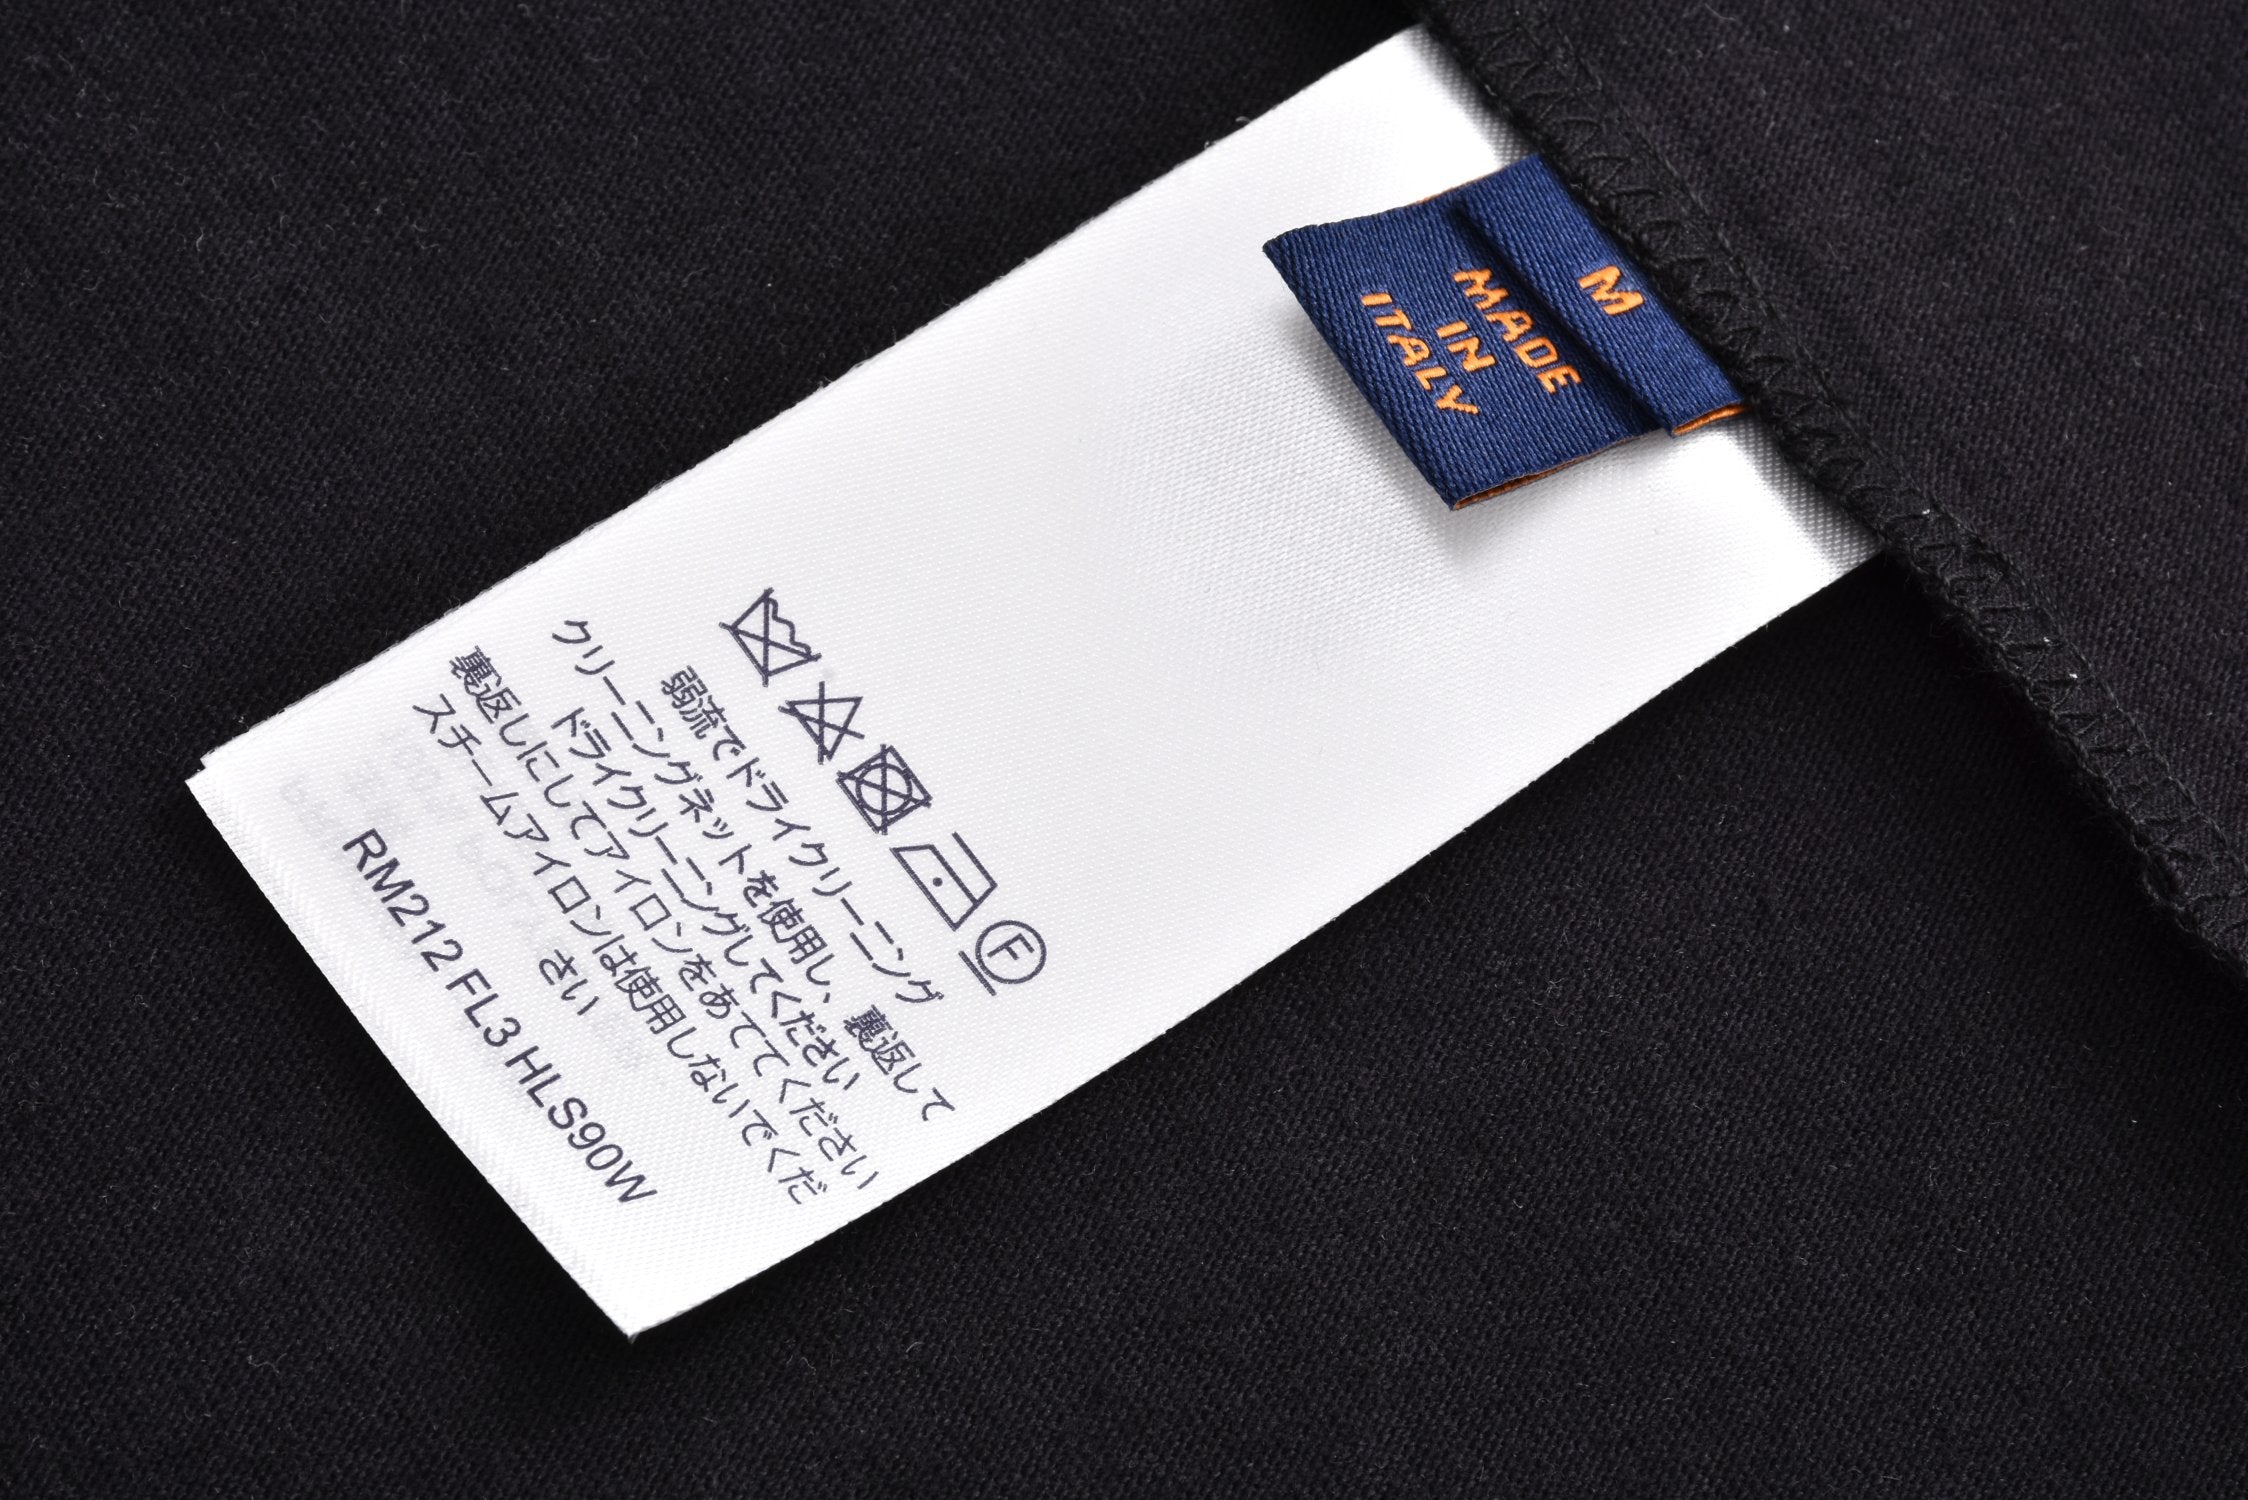 M
MADE
IN
ITALY
F
弱流でドライクリーニング
クリーニングネットを使用し、裏返して
ドライクリーニングしてください
裏返しにしてアイロンをあててください
スチームアイロンは使用しないでくだ
さい
RM212 FL3 HLS90W